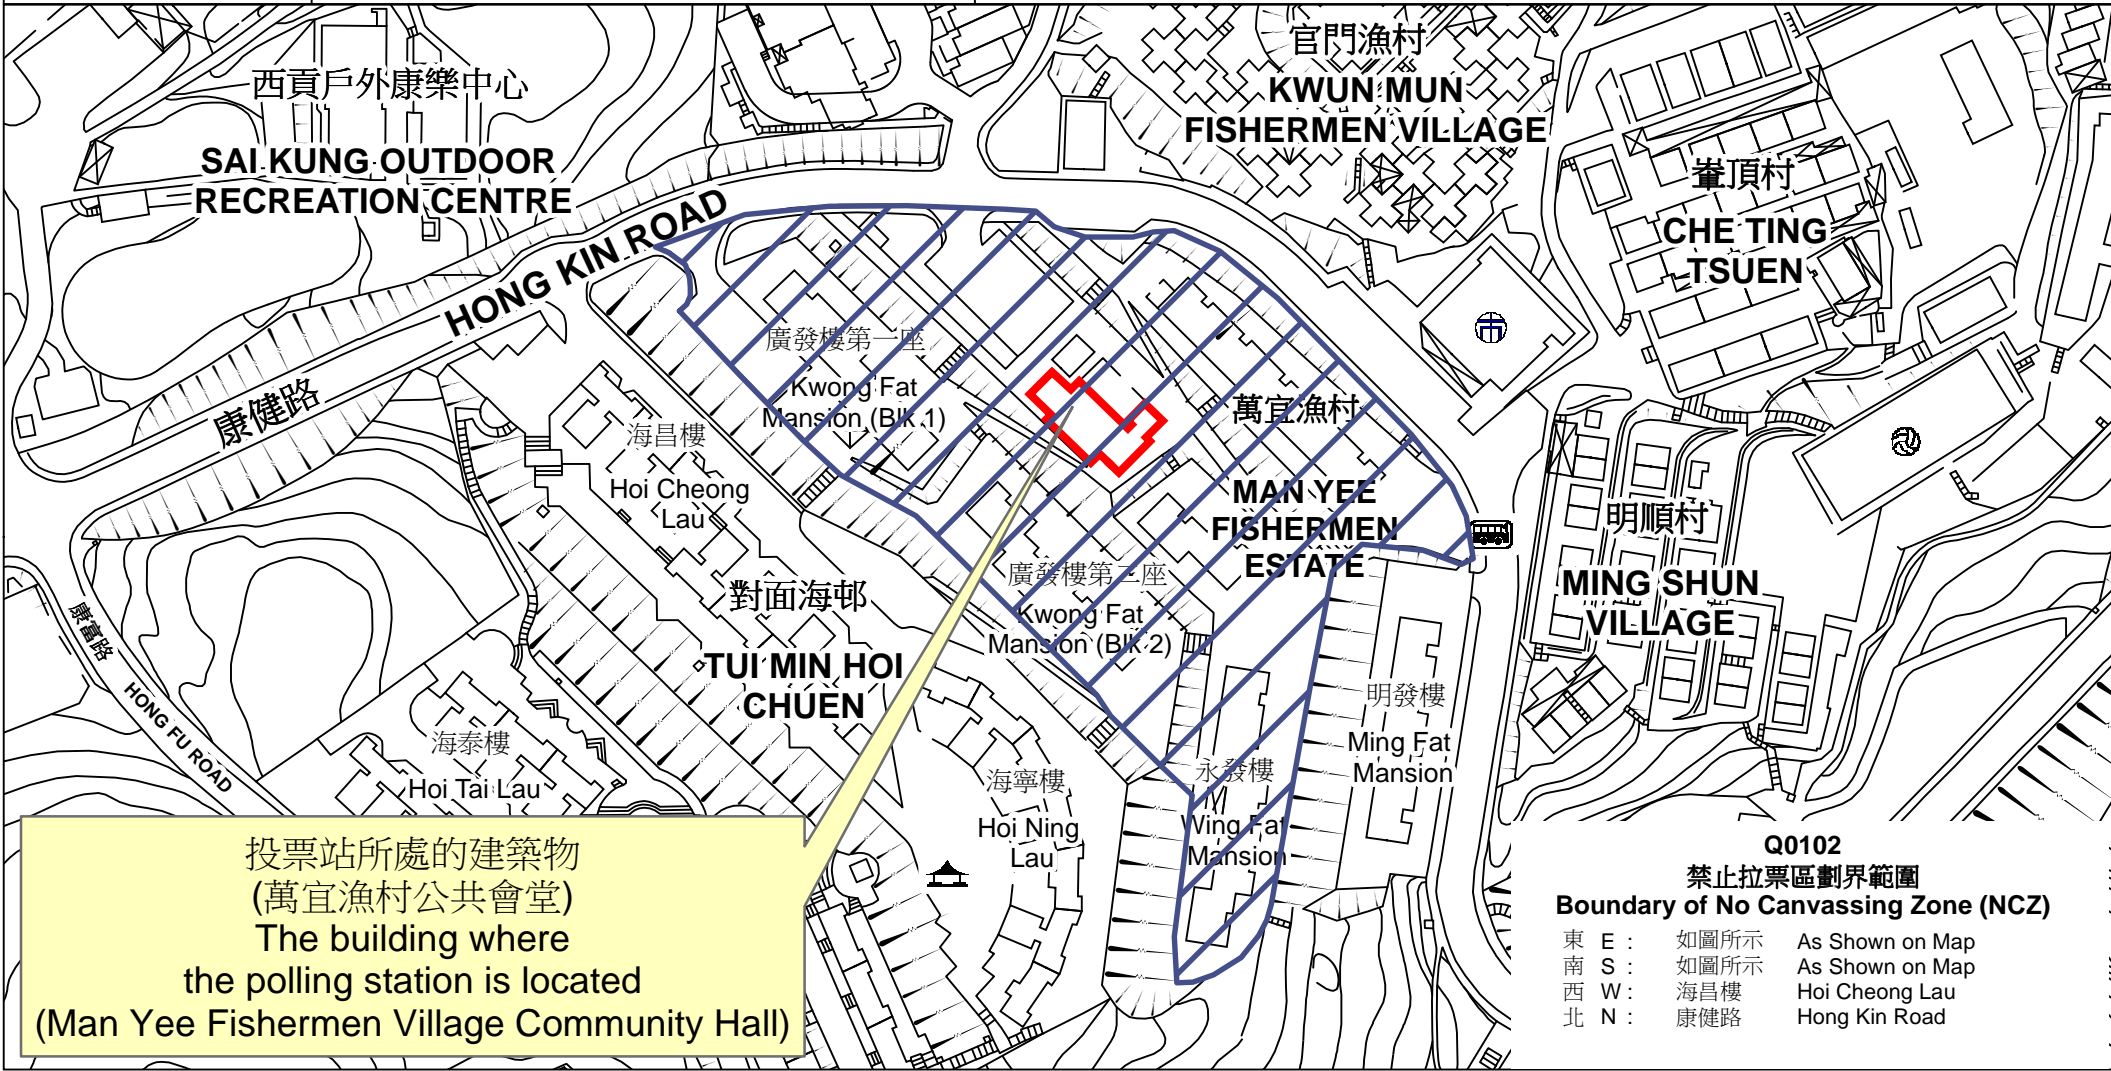 官門漁村
KWUN MUN
FISHERMEN VILLAGE
西貢戶外康樂中心
SAI KUNG OUTDOOR
RECREATION CENTRE
輋頂村
CHE TING
TSUEN
HONG KIN ROAD
康健路
廣發樓第一座
Kwong Fat
Mansion (Blk 1)
海昌樓
Hoi Cheong
Lau
萬宜漁村
MAN YEE
FISHERMEN
ESTATE
明順村
MING SHUN
VILLAGE
對面海邨
TUI MIN HOI
CHUEN
廣發樓第二座
Kwong Fat
Mansion (Blk 2)
康富路
HONG FU ROAD
海泰樓
Hoi Tai Lau
明發樓
Ming Fat
Mansion
海寧樓
Hoi Ning
Lau
永發樓
Wing Fat
Mansion
投票站所處的建築物
(萬宜漁村公共會堂)
The building where
the polling station is located
(Man Yee Fishermen Village Community Hall)
Q0102
禁止拉票區劃界範圍
Boundary of No Canvassing Zone (NCZ)
東 E : 如圖所示 As Shown on Map
南 S : 如圖所示 As Shown on Map
西 W : 海昌樓 Hoi Cheong Lau
北 N : 康健路 Hong Kin Road